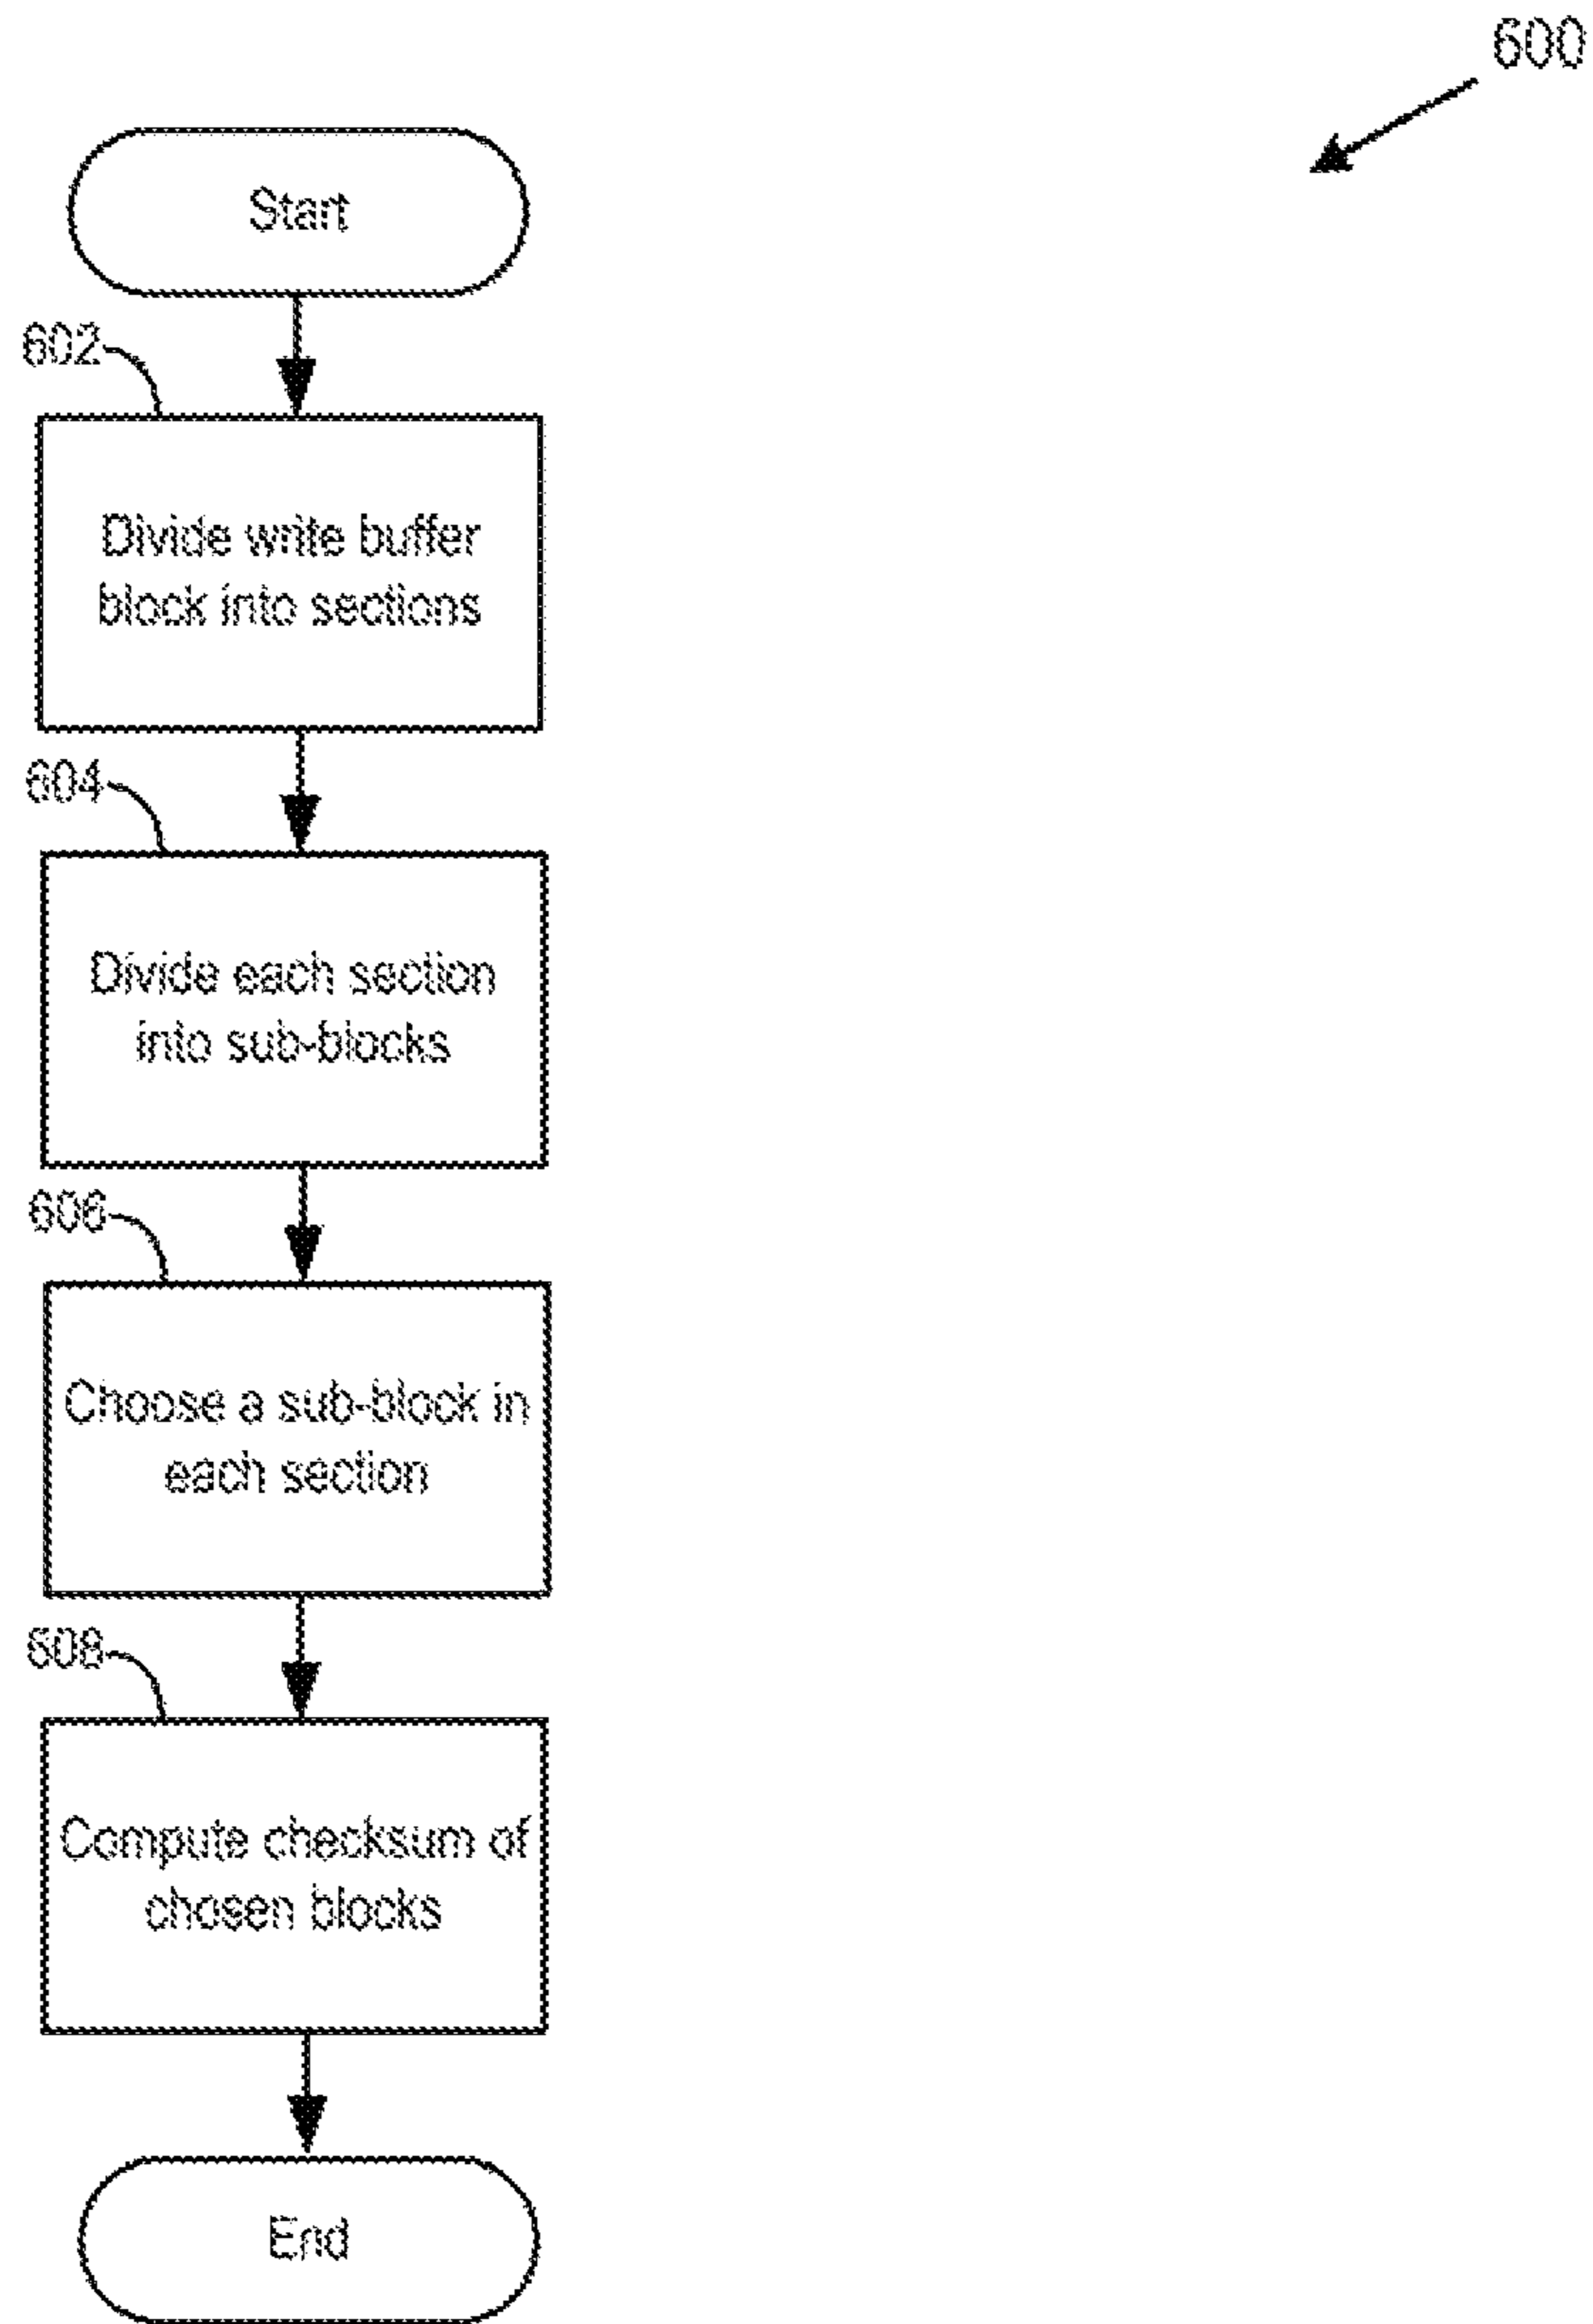 600
Start
602
Divide write buffer
block into sections
604
Divide each section
into sub-blocks
606
Choose a sub-block in
each section
608
Compute checksum of
chosen blocks
End